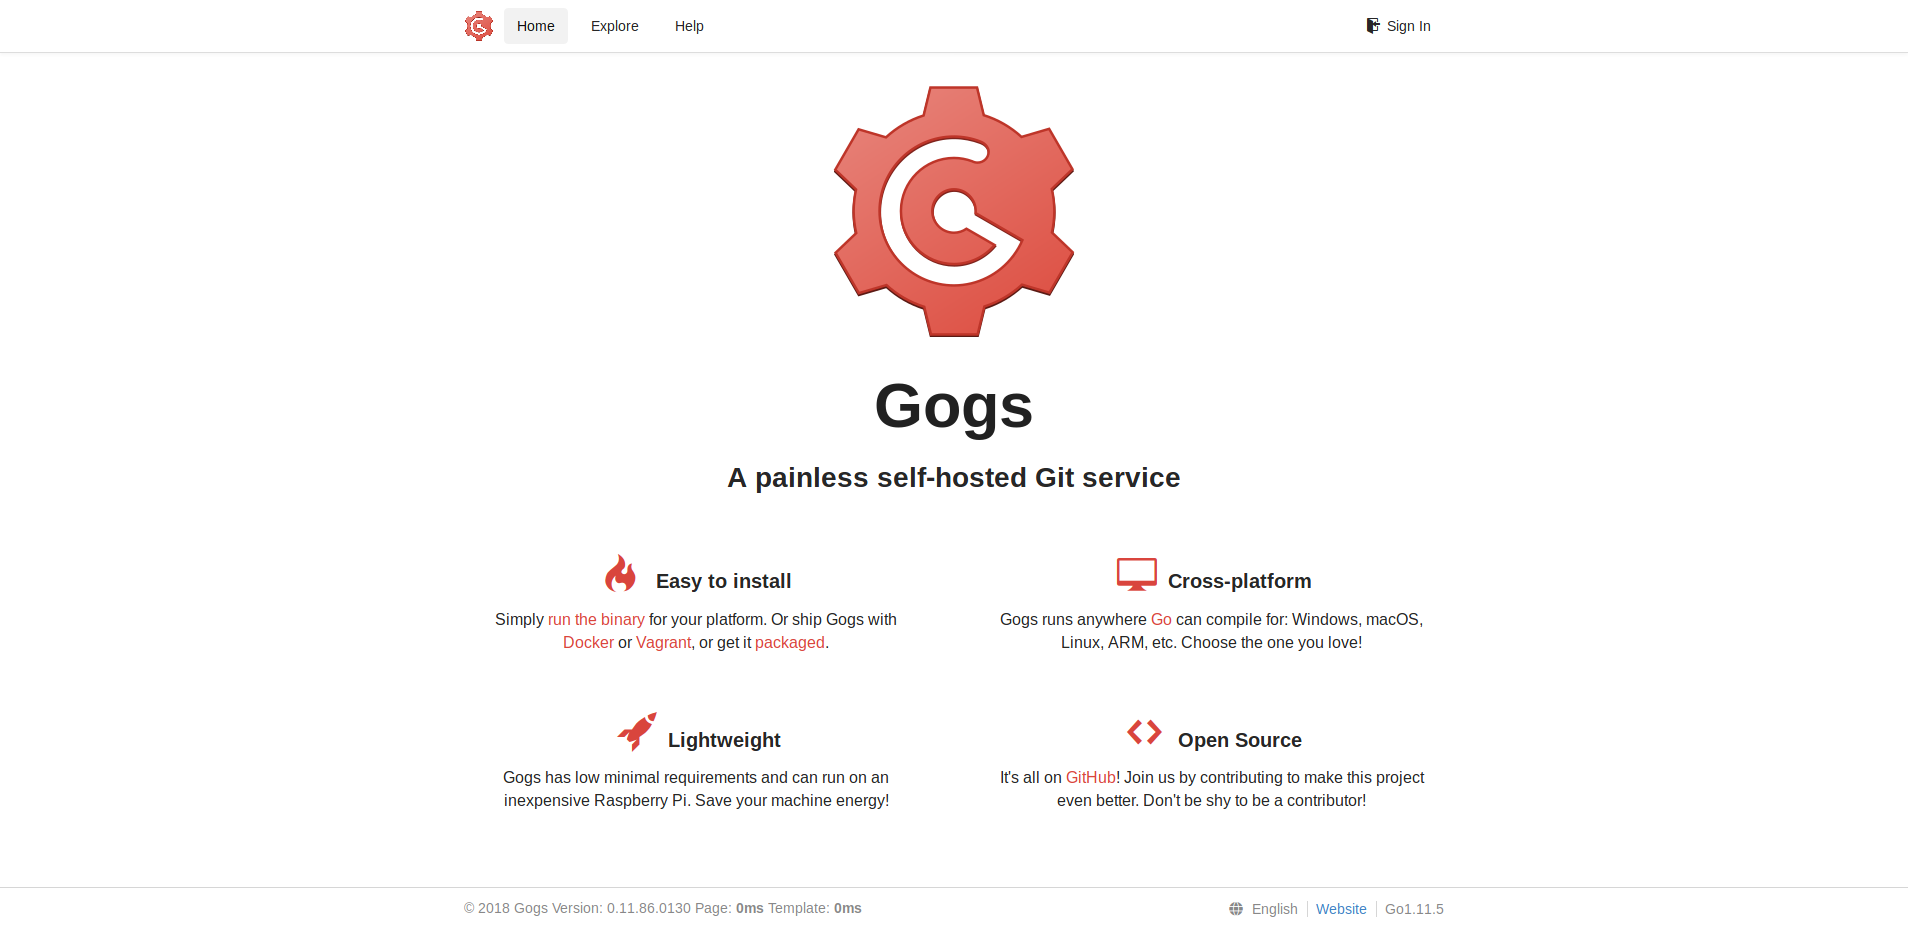 Home Explore Help Sign In
Gogs
A painless self-hosted Git service
Easy to install
Simply run the binary for your platform. Or ship Gogs with
Docker or Vagrant, or get it packaged.
Cross-platform
Gogs runs anywhere Go can compile for: Windows, macOS,
Linux, ARM, etc. Choose the one you love!
Lightweight
Gogs has low minimal requirements and can run on an
inexpensive Raspberry Pi. Save your machine energy!
Open Source
It's all on GitHub! Join us by contributing to make this project
even better. Don't be shy to be a contributor!
© 2018 Gogs Version: 0.11.86.0130 Page: 0ms Template: 0ms English Website Go1.11.5